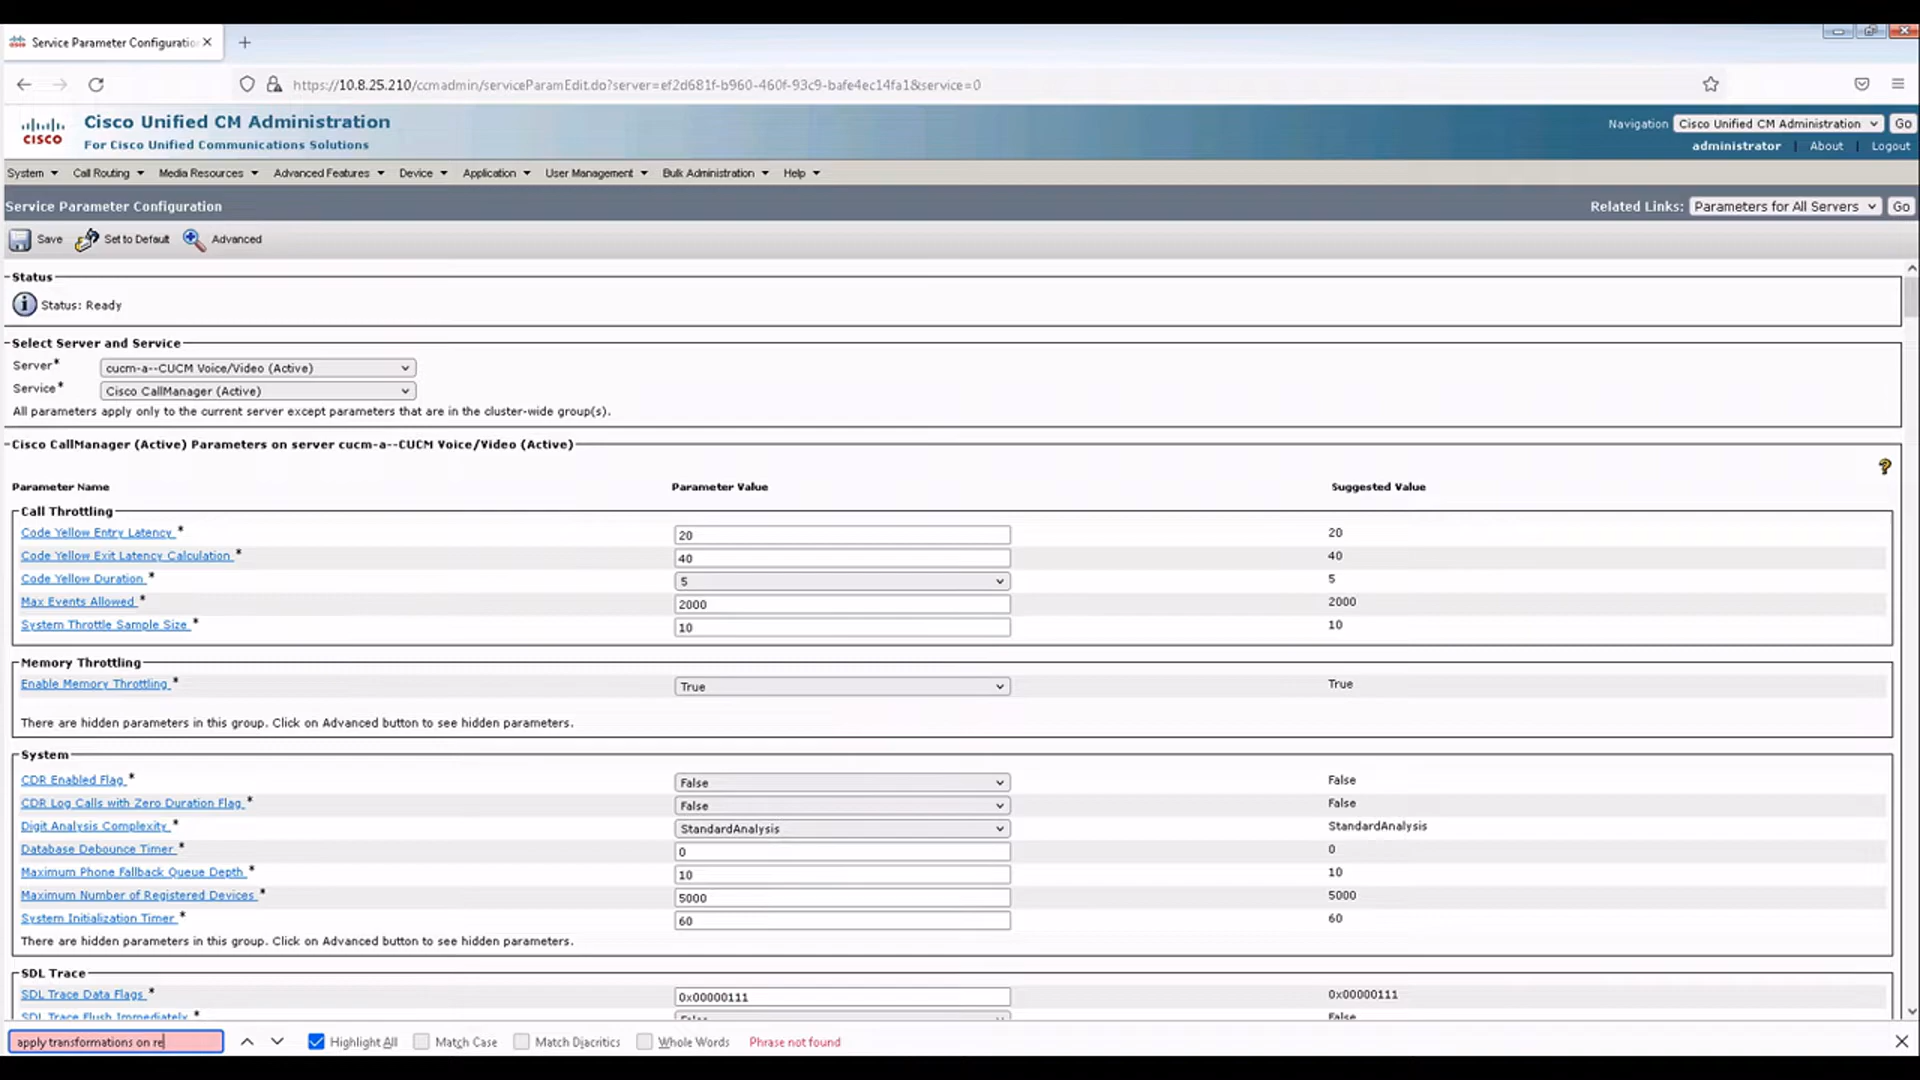 Service Parameter Configuratio
https://10.8.25.210/ccmadmin/serviceParamEdit.do?server=ef2d681f-b960-460f-93c9-bafe4ec14fa1&service=0
CISCO
Cisco Unified CM Administration
For Cisco Unified Communications Solutions
Navigation Cisco Unified CM Administration Go
administrator | About | Logout
System Call Routing Media Resources Advanced Features Device Application User Management Bulk Administration Help
Service Parameter Configuration
Related Links: Parameters for All Servers Go
Save Set to Default Advanced
Status
Status: Ready
Select Server and Service
Server* cucm-a--CUCM Voice/Video (Active)
Service* Cisco CallManager (Active)
All parameters apply only to the current server except parameters that are in the cluster-wide group(s).
Cisco CallManager (Active) Parameters on server cucm-a--CUCM Voice/Video (Active)
?
Parameter Name Parameter Value Suggested Value
Call Throttling
Code Yellow Entry Latency * 20 20
Code Yellow Exit Latency Calculation * 40 40
Code Yellow Duration * 5 5
Max Events Allowed * 2000 2000
System Throttle Sample Size * 10 10
Memory Throttling
Enable Memory Throttling * True True
There are hidden parameters in this group. Click on Advanced button to see hidden parameters.
System
CDR Enabled Flag * False False
CDR Log Calls with Zero Duration Flag * False False
Digit Analysis Complexity * StandardAnalysis StandardAnalysis
Database Debounce Timer * 0 0
Maximum Phone Fallback Queue Depth * 10 10
Maximum Number of Registered Devices * 5000 5000
System Initialization Timer * 60 60
There are hidden parameters in this group. Click on Advanced button to see hidden parameters.
SDL Trace
SDL Trace Data Flags * 0x00000111 0x00000111
SDL Trace Flush Immediately * False False
apply transformations on re Highlight All Match Case Match Diacritics Whole Words Phrase not found